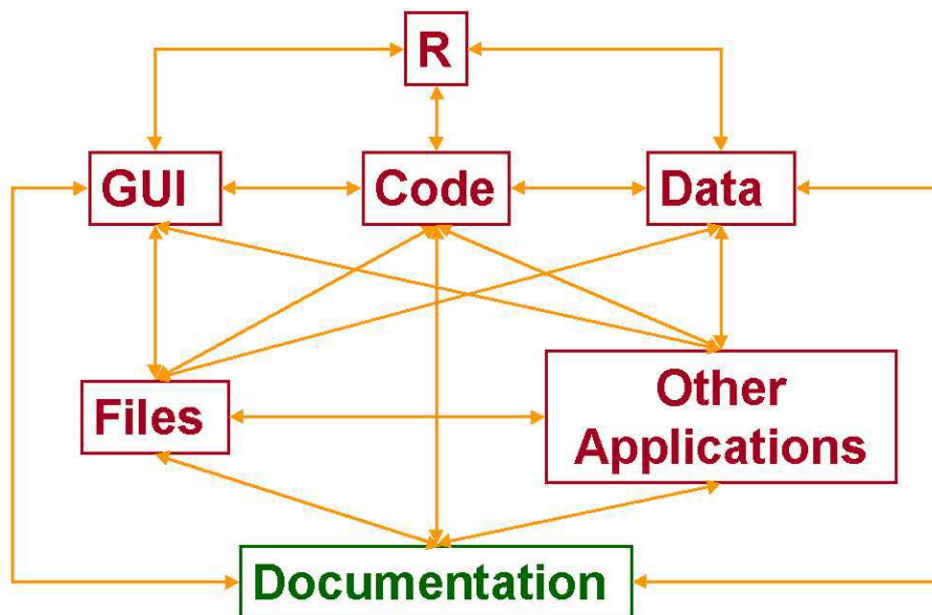 R
GUI
Code
Data
Files
Other
Applications
Documentation